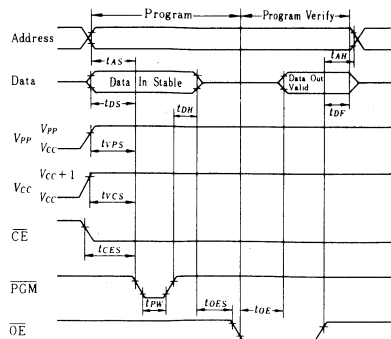 Program
Program Verify
Address
tAS
tAH
Data
Data In Stable
Data Out Valid
tDS
tDH
tDF
VPP
VPP
VCC
tVPS
VCC
VCC + 1
VCC
tVCS
CE
tCES
PGM
tPW
tOES
tOE
OE